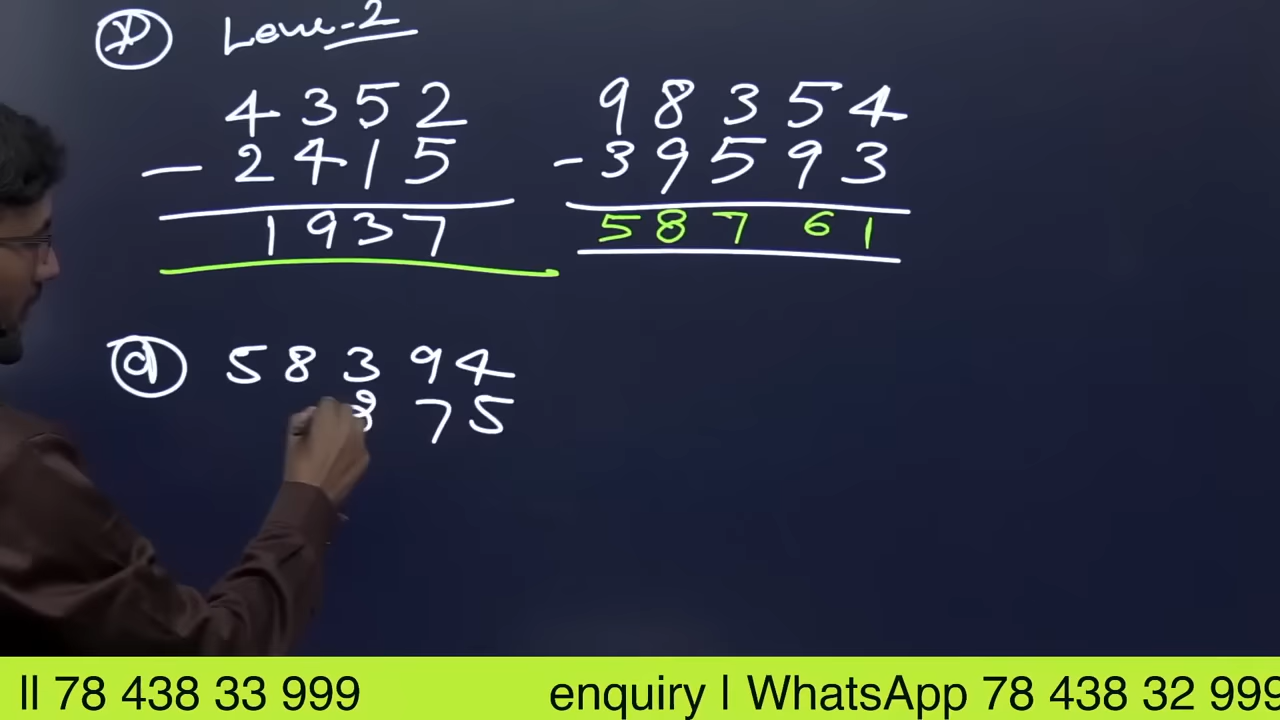 Level-2
4352 98354
- 2415 - 39593
1937 58761
Q 58394
75
ll 78 438 33 999 enquiry | WhatsApp 78 438 32 999